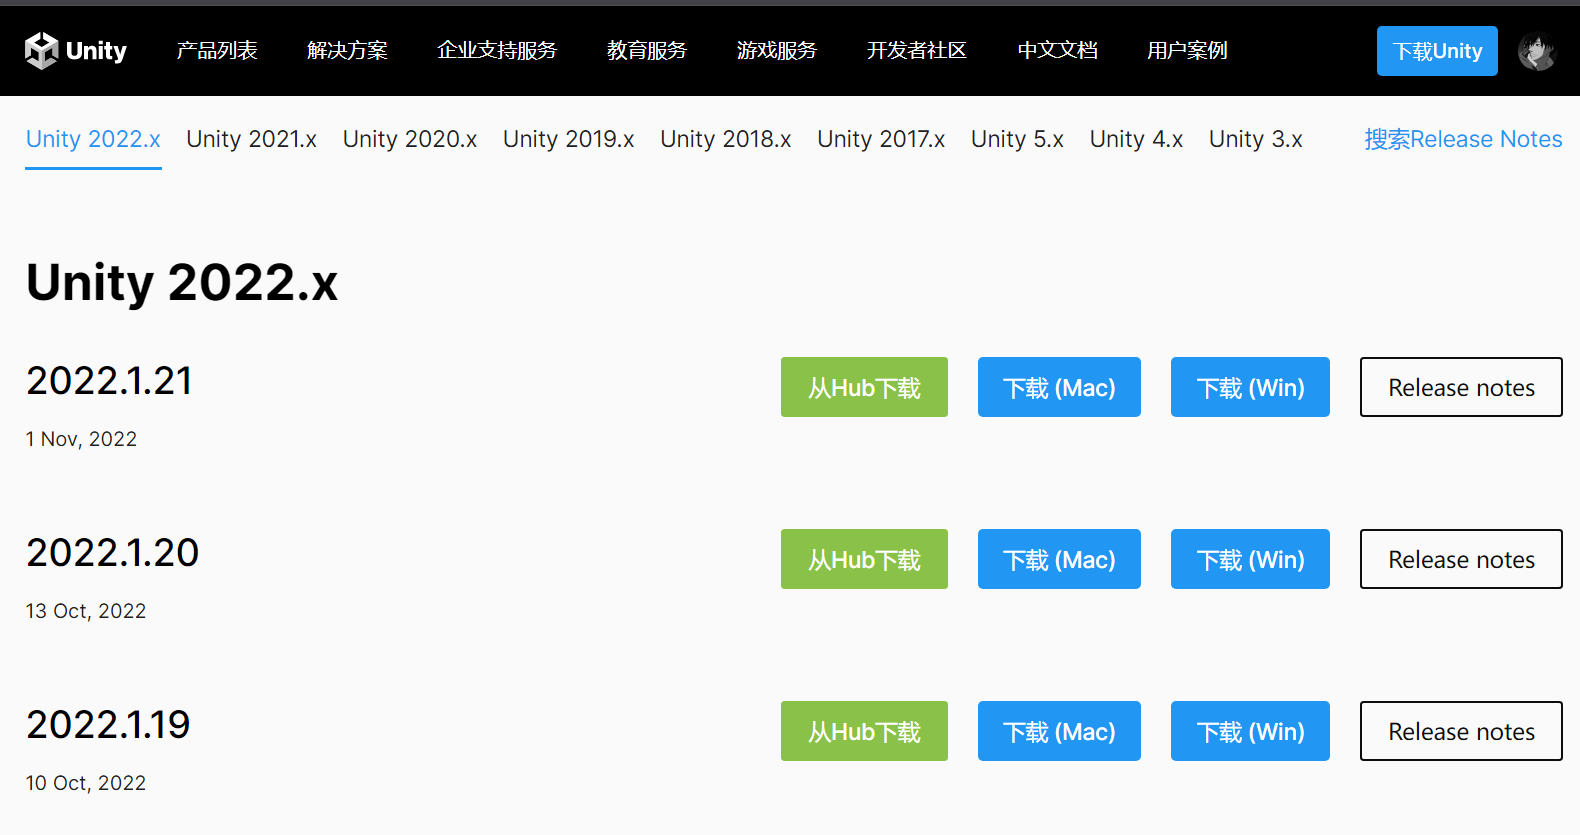 Unity 产品列表 解决方案 企业支持服务 教育服务 游戏服务 开发者社区 中文文档 用户案例 下载Unity
Unity 2022.x Unity 2021.x Unity 2020.x Unity 2019.x Unity 2018.x Unity 2017.x Unity 5.x Unity 4.x Unity 3.x 搜索Release Notes
Unity 2022.x
2022.1.21 从Hub下载 下载 (Mac) 下载 (Win) Release notes
1 Nov, 2022
2022.1.20 从Hub下载 下载 (Mac) 下载 (Win) Release notes
13 Oct, 2022
2022.1.19 从Hub下载 下载 (Mac) 下载 (Win) Release notes
10 Oct, 2022